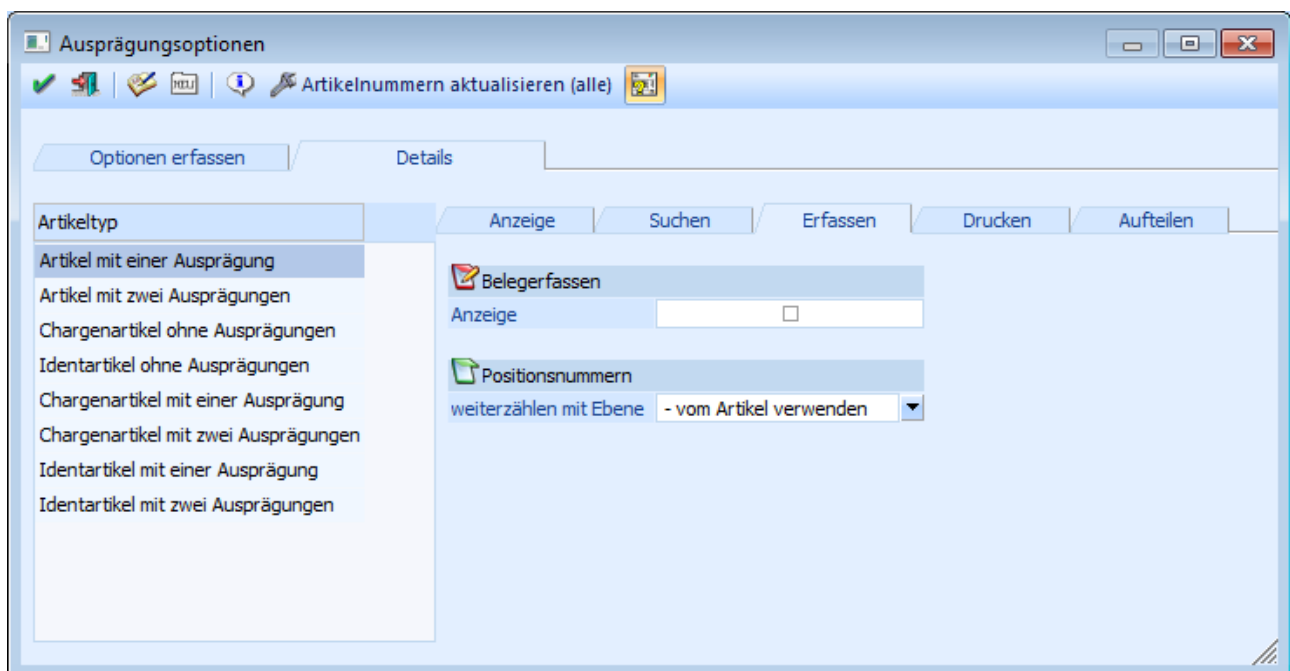 Ausprägungsoptionen
NEU
Artikelnummern aktualisieren (alle)
Optionen erfassen
Details
Artikeltyp
Artikel mit einer Ausprägung
Artikel mit zwei Ausprägungen
Chargenartikel ohne Ausprägungen
Identartikel ohne Ausprägungen
Chargenartikel mit einer Ausprägung
Chargenartikel mit zwei Ausprägungen
Identartikel mit einer Ausprägung
Identartikel mit zwei Ausprägungen
Anzeige
Suchen
Erfassen
Drucken
Aufteilen
Belegerfassen
Anzeige
Positionsnummern
weiterzählen mit Ebene - vom Artikel verwenden